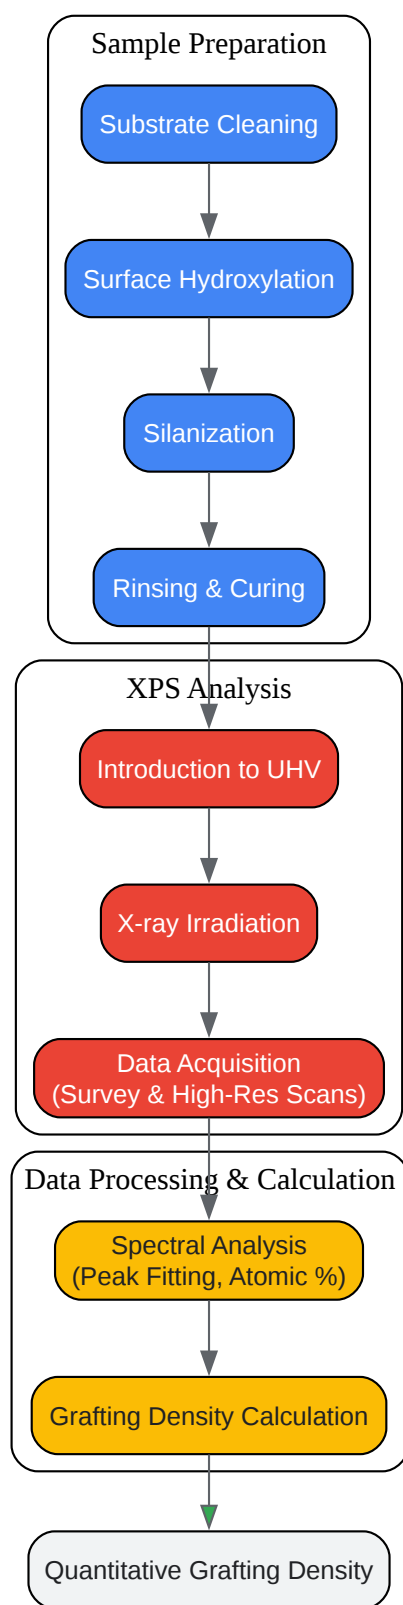 Sample Preparation
Substrate Cleaning
Surface Hydroxylation
Silanization
Rinsing & Curing
XPS Analysis
Introduction to UHV
X-ray Irradiation
Data Acquisition
(Survey & High-Res Scans)
Data Processing & Calculation
Spectral Analysis
(Peak Fitting, Atomic %)
Grafting Density Calculation
Quantitative Grafting Density